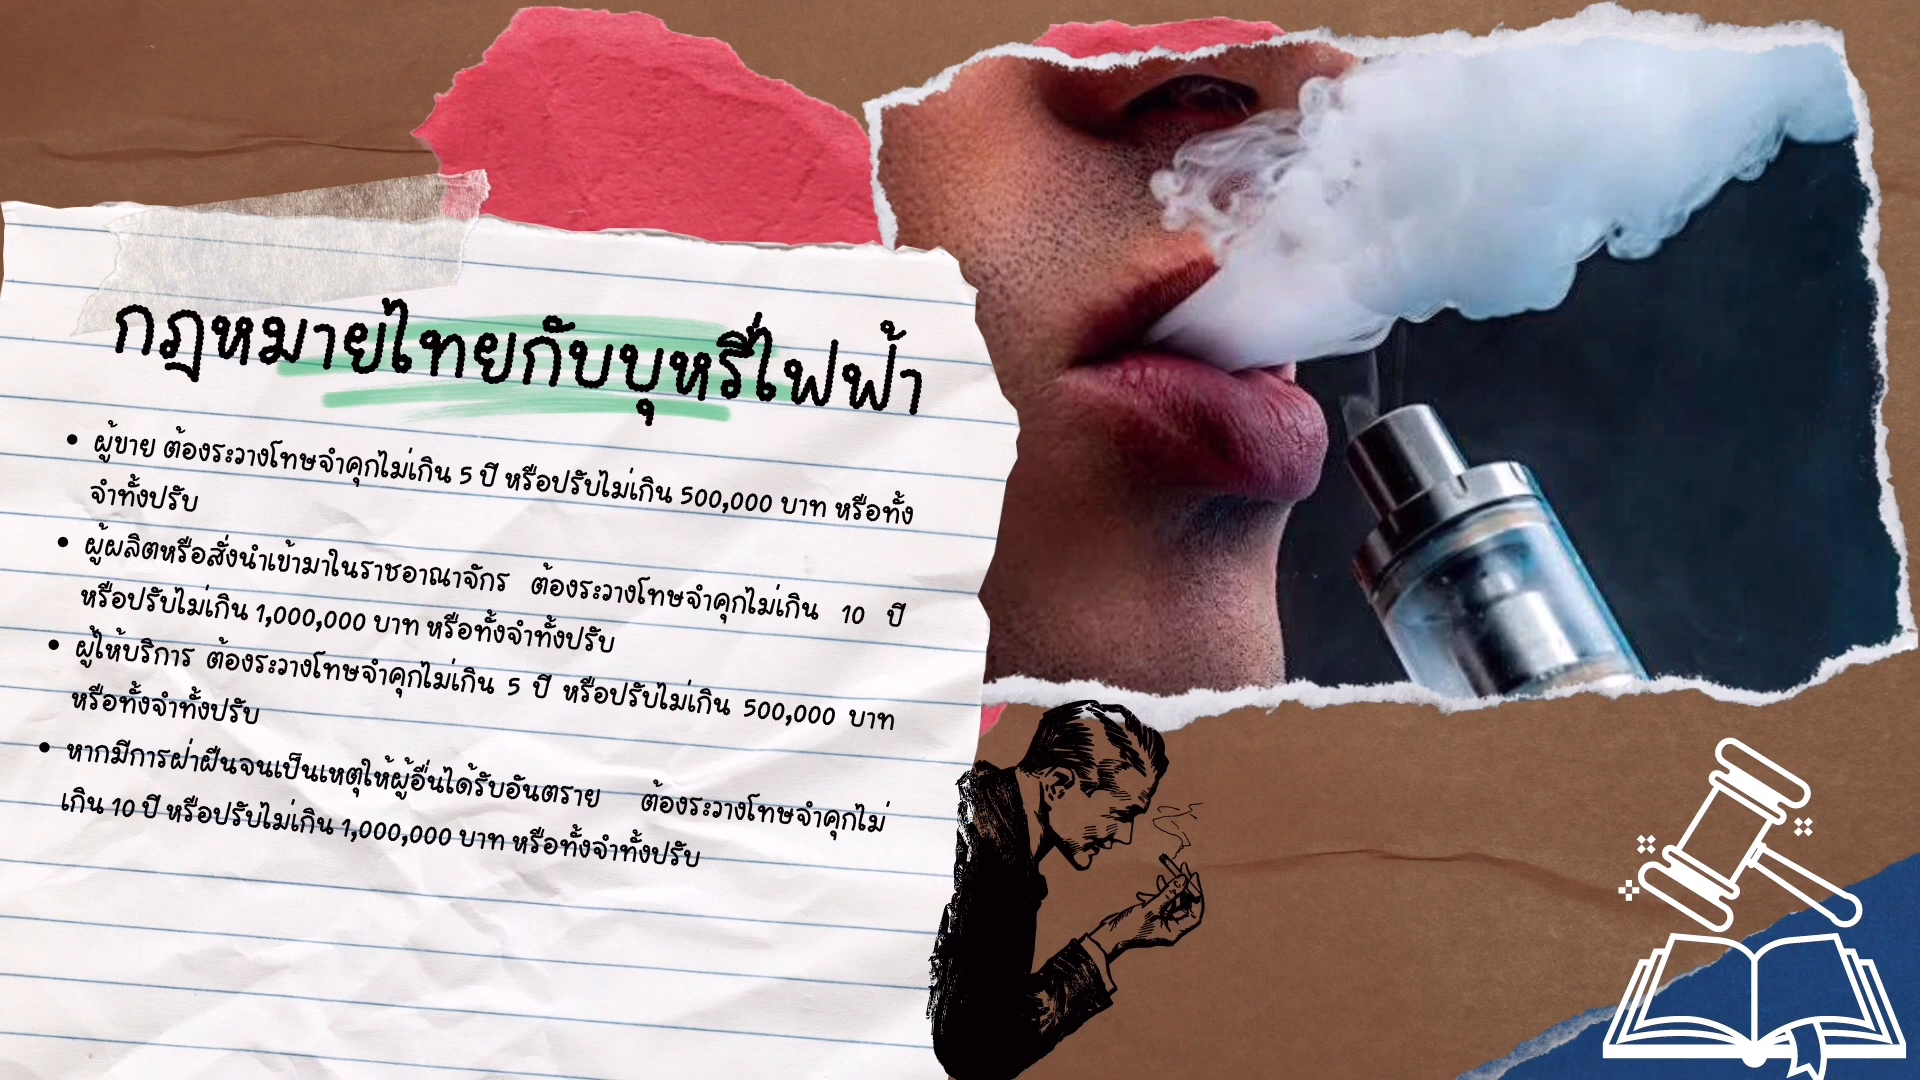 กฎหมายไทยกับบุหรี่ไฟฟ้า
• ผู้ขาย ต้องระวางโทษจำคุกไม่เกิน 5 ปี หรือปรับไม่เกิน 500,000 บาท หรือทั้ง
จำทั้งปรับ
• ผู้ผลิตหรือสั่งนำเข้ามาในราชอาณาจักร ต้องระวางโทษจำคุกไม่เกิน 10 ปี
หรือปรับไม่เกิน 1,000,000 บาท หรือทั้งจำทั้งปรับ
• ผู้ให้บริการ ต้องระวางโทษจำคุกไม่เกิน 5 ปี หรือปรับไม่เกิน 500,000 บาท
หรือทั้งจำทั้งปรับ
• หากมีการฝ่าฝืนจนเป็นเหตุให้ผู้อื่นได้รับอันตราย ต้องระวางโทษจำคุกไม่
เกิน 10 ปี หรือปรับไม่เกิน 1,000,000 บาท หรือทั้งจำทั้งปรับ